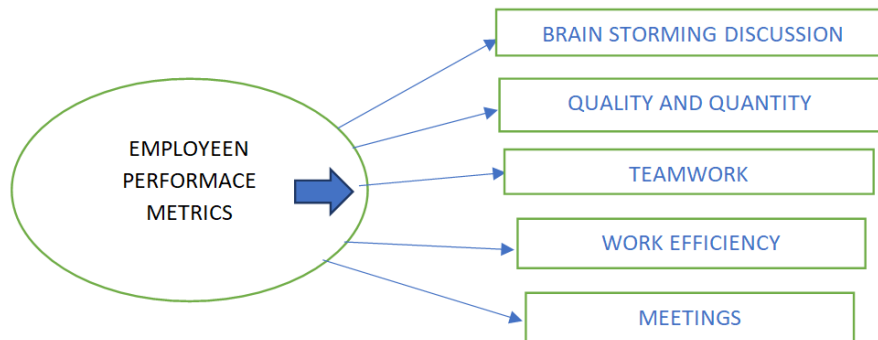 EMPLOYEEN
PERFORMACE
METRICS
BRAIN STORMING DISCUSSION
QUALITY AND QUANTITY
TEAMWORK
WORK EFFICIENCY
MEETINGS